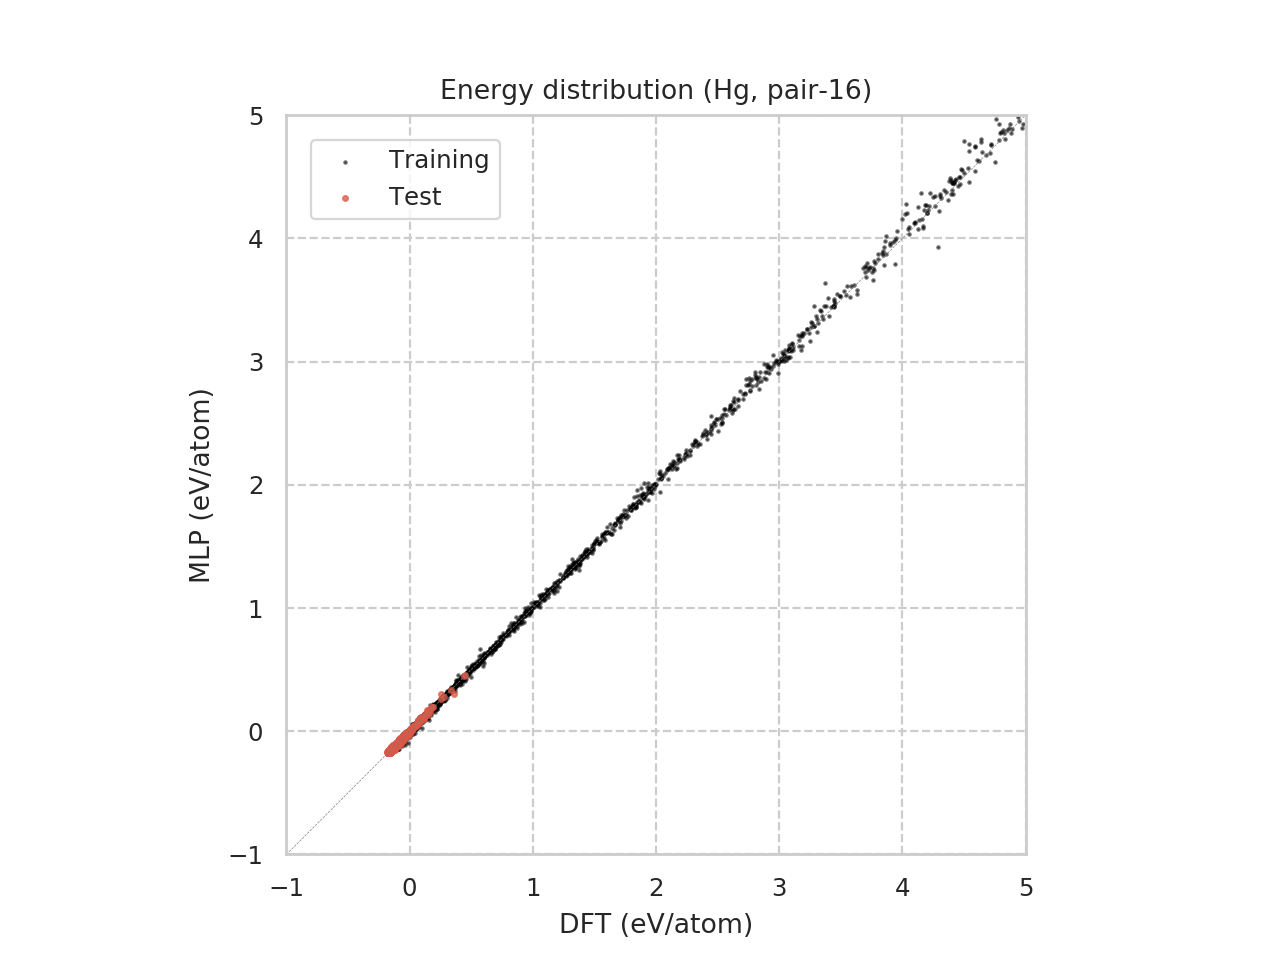 Energy distribution (Hg, pair-16)
Training
Test
5
4
3
2
1
0
−1
−1 0 1 2 3 4 5
MLP (eV/atom)
DFT (eV/atom)